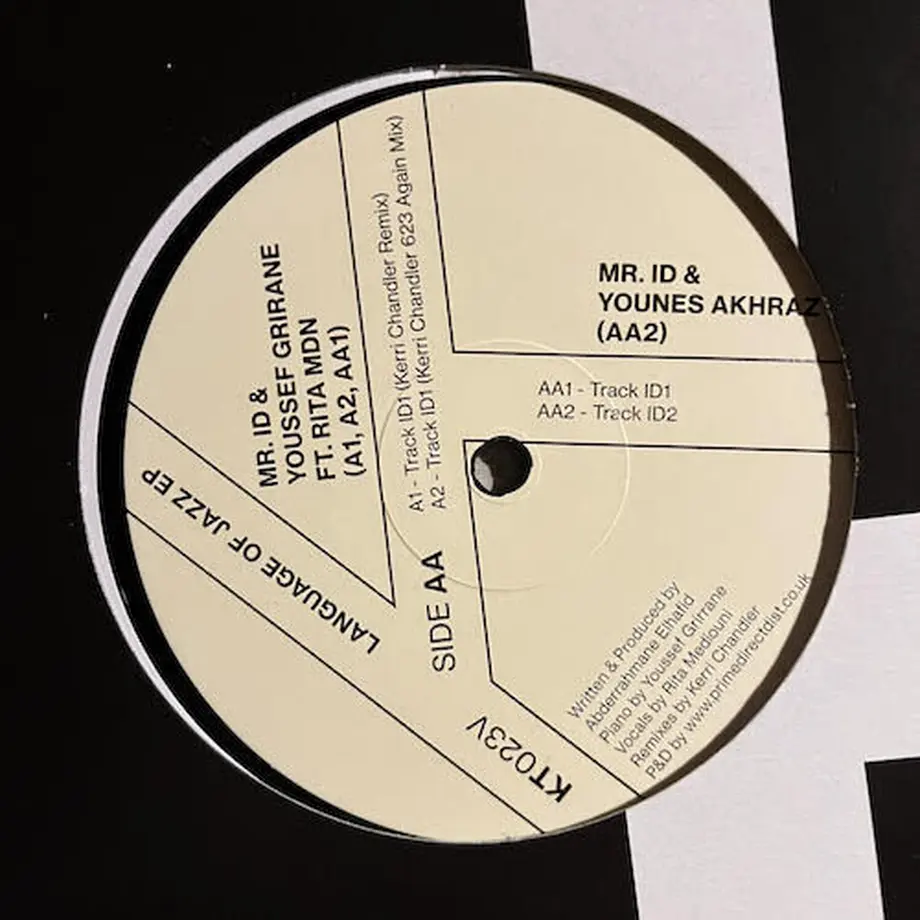 MR. ID &
YOUSSEF GRIRANE
FT. RITA MDN
(A1, A2, AA1)
A1 - Track ID1 (Kerri Chandler Remix)
A2 - Track ID1 (Kerri Chandler 623 Again Mix)
MR. ID &
YOUNES AKHRAZ
(AA2)
AA1 - Track ID1
AA2 - Track ID2
LANGUAGE OF JAZZ EP
SIDE AA
KT023V
Written & Produced by
Abderrahmane Elhafid
Piano by Youssef Grirrane
Vocals by Rita Mediouni
Remixes by Kerri Chandler
P&D by www.primedirectdist.co.uk